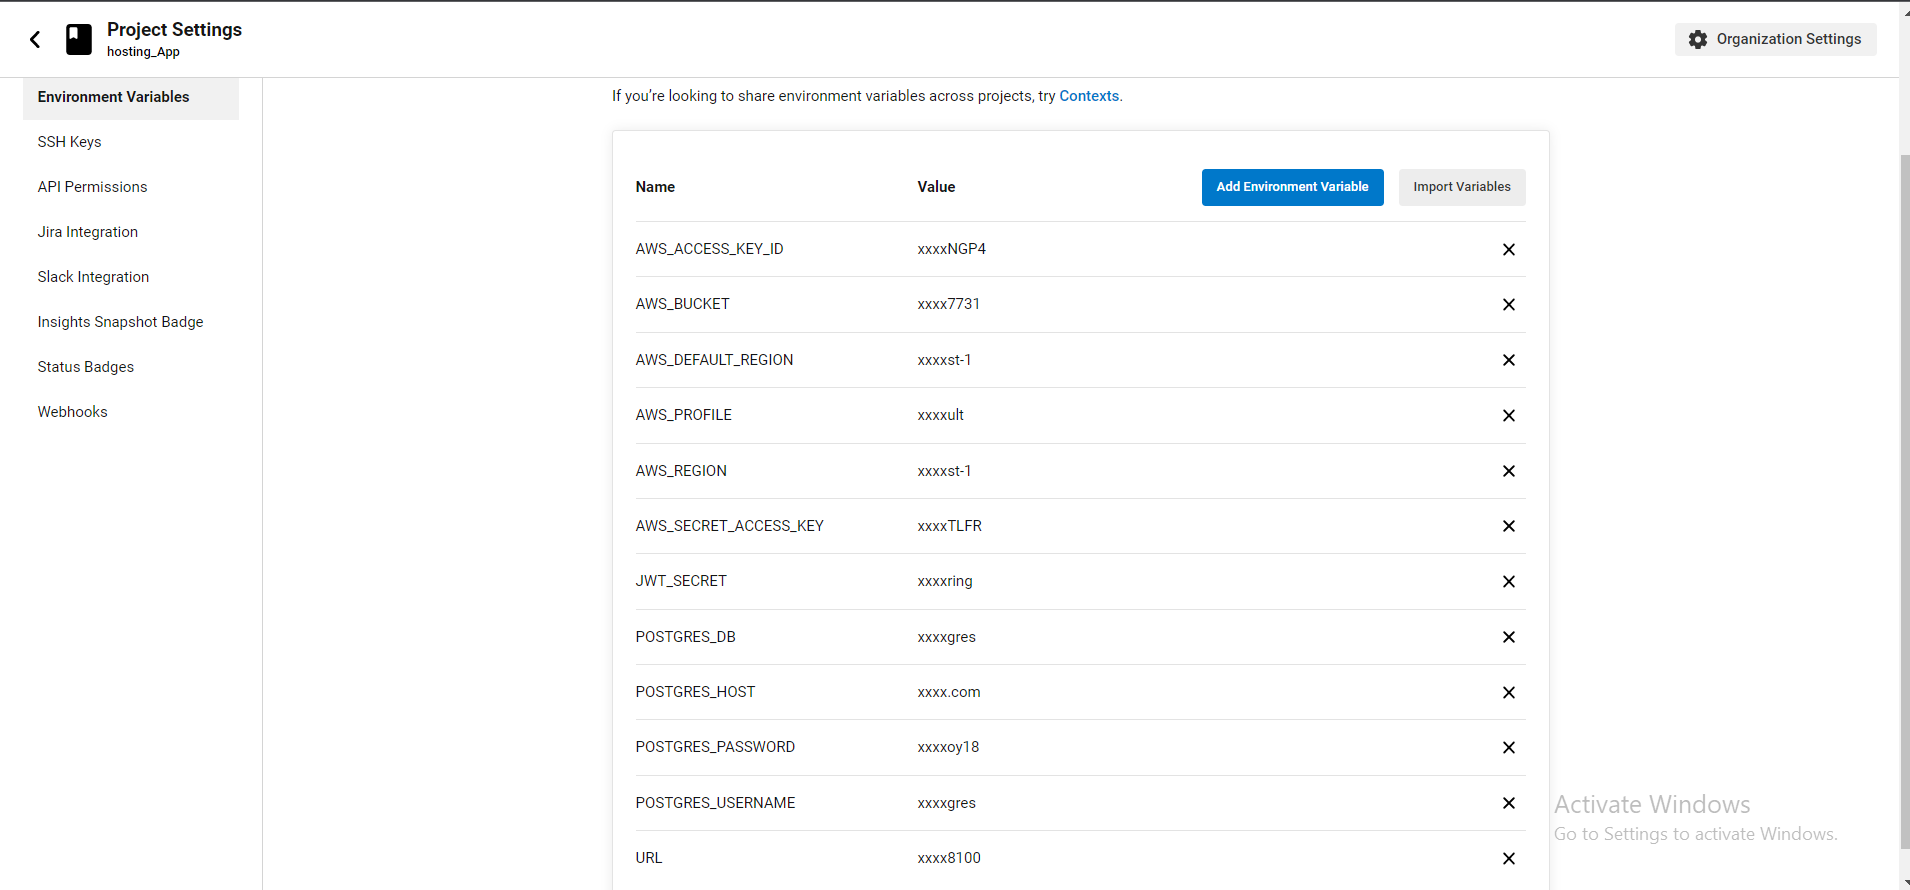 Project Settings
hosting_App
Organization Settings
Environment Variables
SSH Keys
API Permissions
Jira Integration
Slack Integration
Insights Snapshot Badge
Status Badges
Webhooks
If you’re looking to share environment variables across projects, try Contexts.
Name Value Add Environment Variable Import Variables
AWS_ACCESS_KEY_ID xxxxNGP4
AWS_BUCKET xxxx7731
AWS_DEFAULT_REGION xxxxst-1
AWS_PROFILE xxxxult
AWS_REGION xxxxst-1
AWS_SECRET_ACCESS_KEY xxxxTLFR
JWT_SECRET xxxxring
POSTGRES_DB xxxxgres
POSTGRES_HOST xxxx.com
POSTGRES_PASSWORD xxxxoy18
POSTGRES_USERNAME xxxxgres
URL xxxx8100
Activate Windows
Go to Settings to activate Windows.